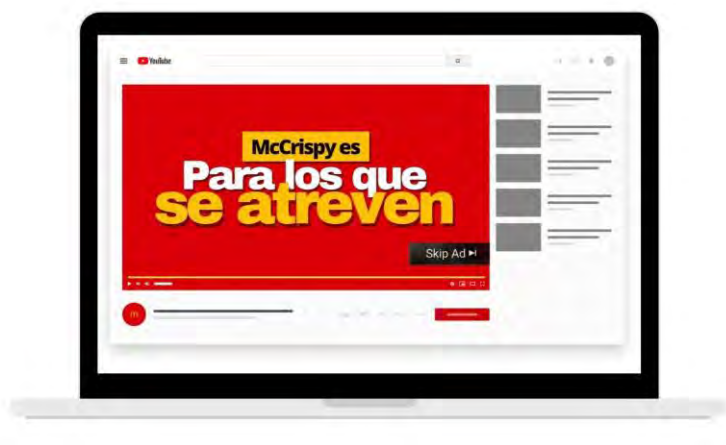 YouTube
McCrispy es
Para los que
se atreven
Skip Ad
m